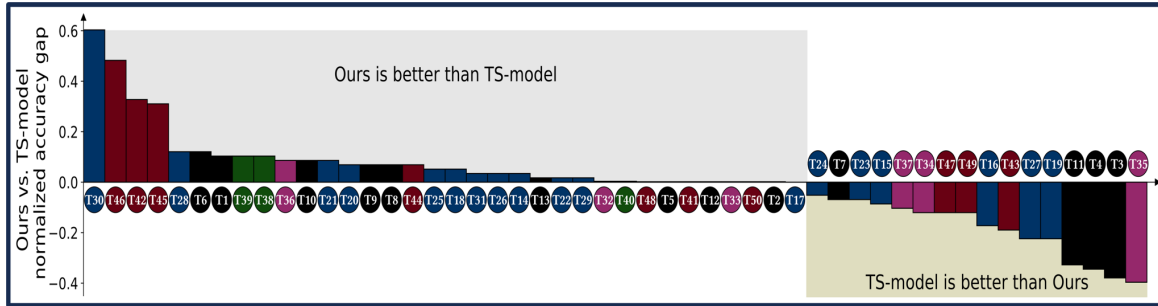 Ours vs. TS-model
normalized accuracy gap
0.6
0.4
0.2
0.0
−0.2
−0.4
Ours is better than TS-model
T24 T7 T23 T15 T37 T34 T47 T49 T16 T43 T27 T19 T11 T4 T3 T35
T30 T46 T42 T45 T28 T6 T1 T39 T38 T36 T10 T21 T20 T9 T8 T44 T25 T18 T31 T26 T14 T13 T22 T29 T32 T40 T48 T5 T41 T12 T33 T50 T2 T17
TS-model is better than Ours